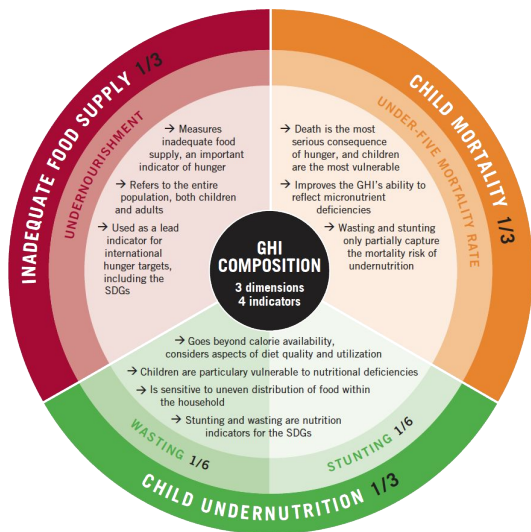 INADEQUATE FOOD SUPPLY 1/3
UNDERNOURISHMENT
→ Measures
inadequate food
supply, an important
indicator of hunger
→ Refers to the entire
population, both children
and adults
→ Used as a lead
indicator for
international
hunger targets,
including the
SDGs
CHILD MORTALITY 1/3
UNDER-FIVE MORTALITY RATE
→ Death is the most
serious consequence
of hunger, and children
are the most vulnerable
→ Improves the GHI’s ability to
reflect micronutrient
deficiencies
→ Wasting and stunting
only partially capture
the mortality risk of
undernutrition
GHI
COMPOSITION
3 dimensions
4 indicators
→ Goes beyond calorie availability,
considers aspects of diet quality and utilization
→ Children are particulary vulnerable to nutritional deficiencies
→ Is sensitive to uneven distribution of food within
the household
→ Stunting and wasting are nutrition
indicators for the SDGs
WASTING 1/6
STUNTING 1/6
CHILD UNDERNUTRITION 1/3